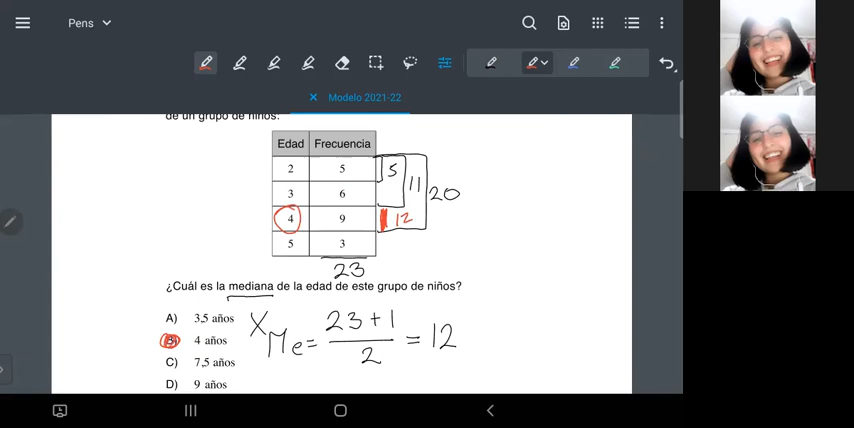 Pens
Modelo 2021-22
de un grupo de niños:
Edad Frecuencia
2 5
3 6
4 9
5 3
5
11
20
12
23
¿Cuál es la mediana de la edad de este grupo de niños?
A) 3,5 años
B) 4 años
C) 7,5 años
D) 9 años
X Me = 23 + 1 / 2 = 12